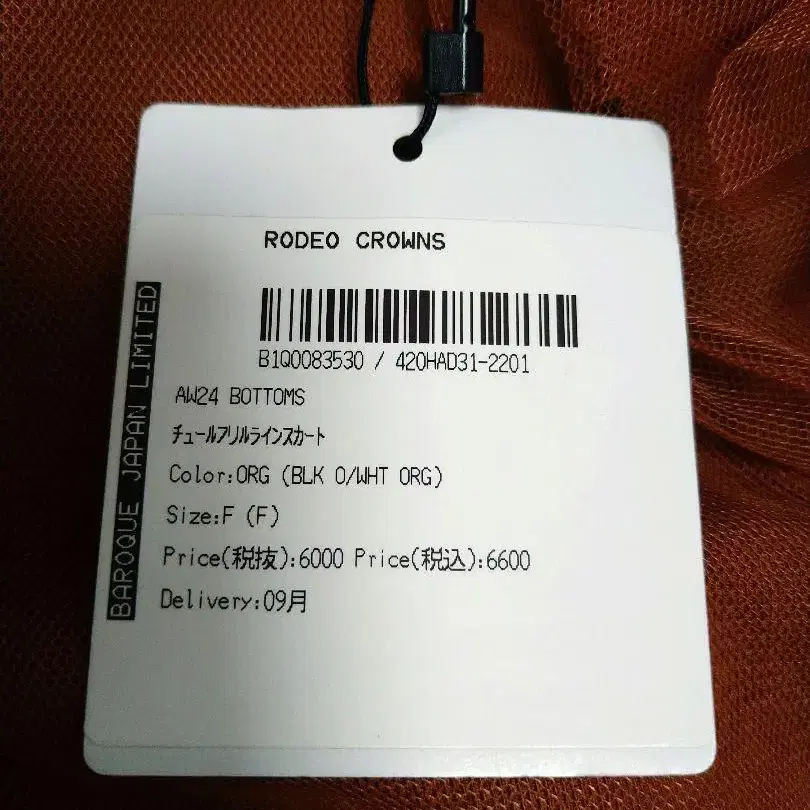 RODEO CROWNS
B1Q0083530 / 420HAD31-2201
AW24 BOTTOMS
チュールフリルラインスカート
Color:ORG (BLK O/WHT ORG)
Size:F (F)
Price(税抜):6000 Price(税込):6600
Delivery:09月
BAROQUE JAPAN LIMITED